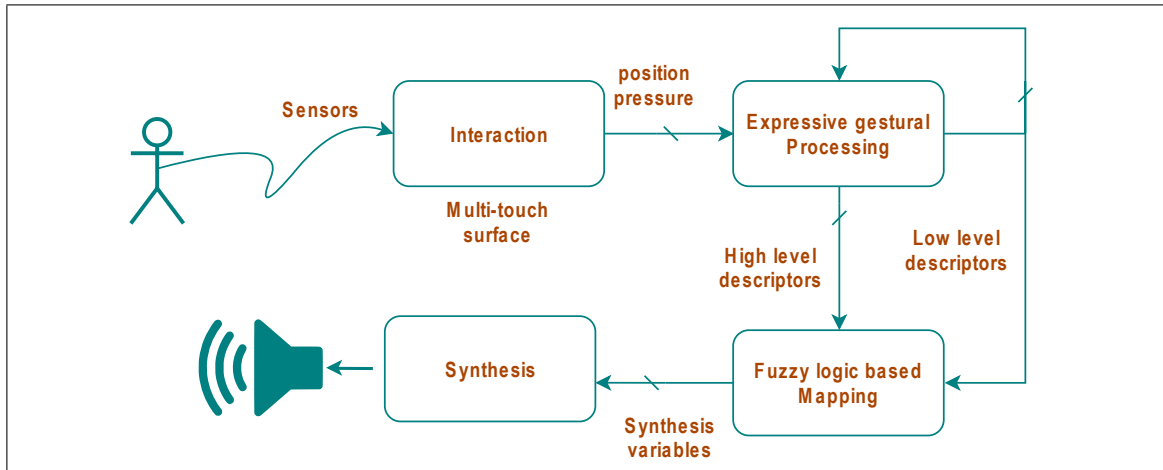 Sensors
Interaction
Multi-touch
surface
position
pressure
Expressive gestural
Processing
High level
descriptors
Low level
descriptors
Synthesis
Synthesis
variables
Fuzzy logic based
Mapping